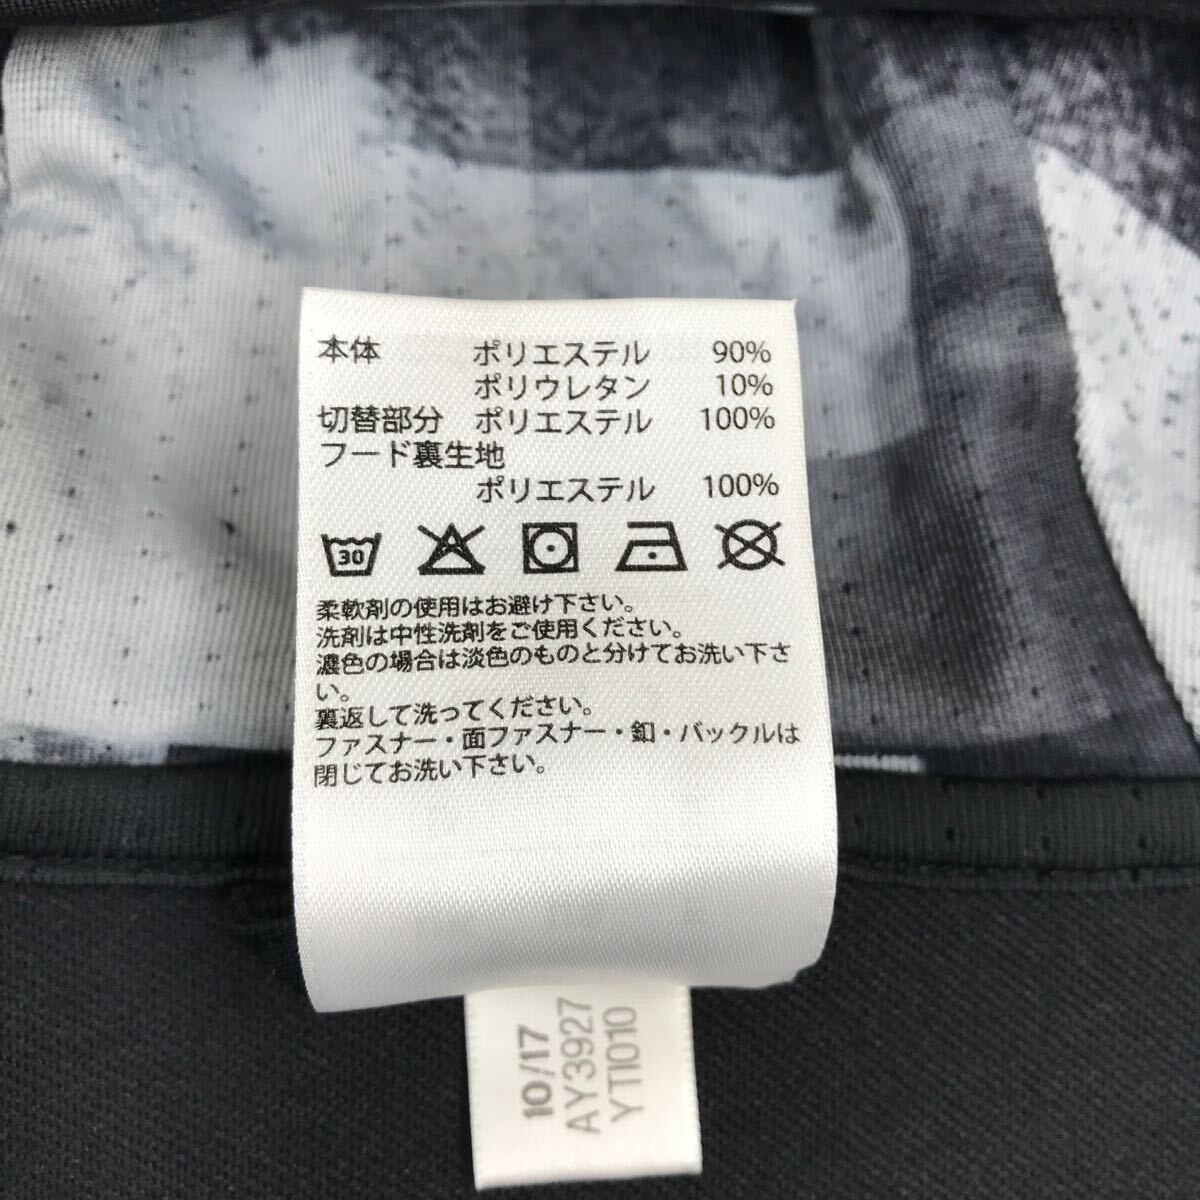 本体 ポリエステル 90%
ポリウレタン 10%
切替部分 ポリエステル 100%
フード裏生地
ポリエステル 100%
30
柔軟剤の使用はお避け下さい。
洗剤は中性洗剤をご使用ください。
濃色の場合は淡色のものと分けてお洗い下さ
い。
裏返して洗ってください。
ファスナー・面ファスナー・釦・バックルは
閉じてお洗い下さい。
10/17
AY3927
YTI010